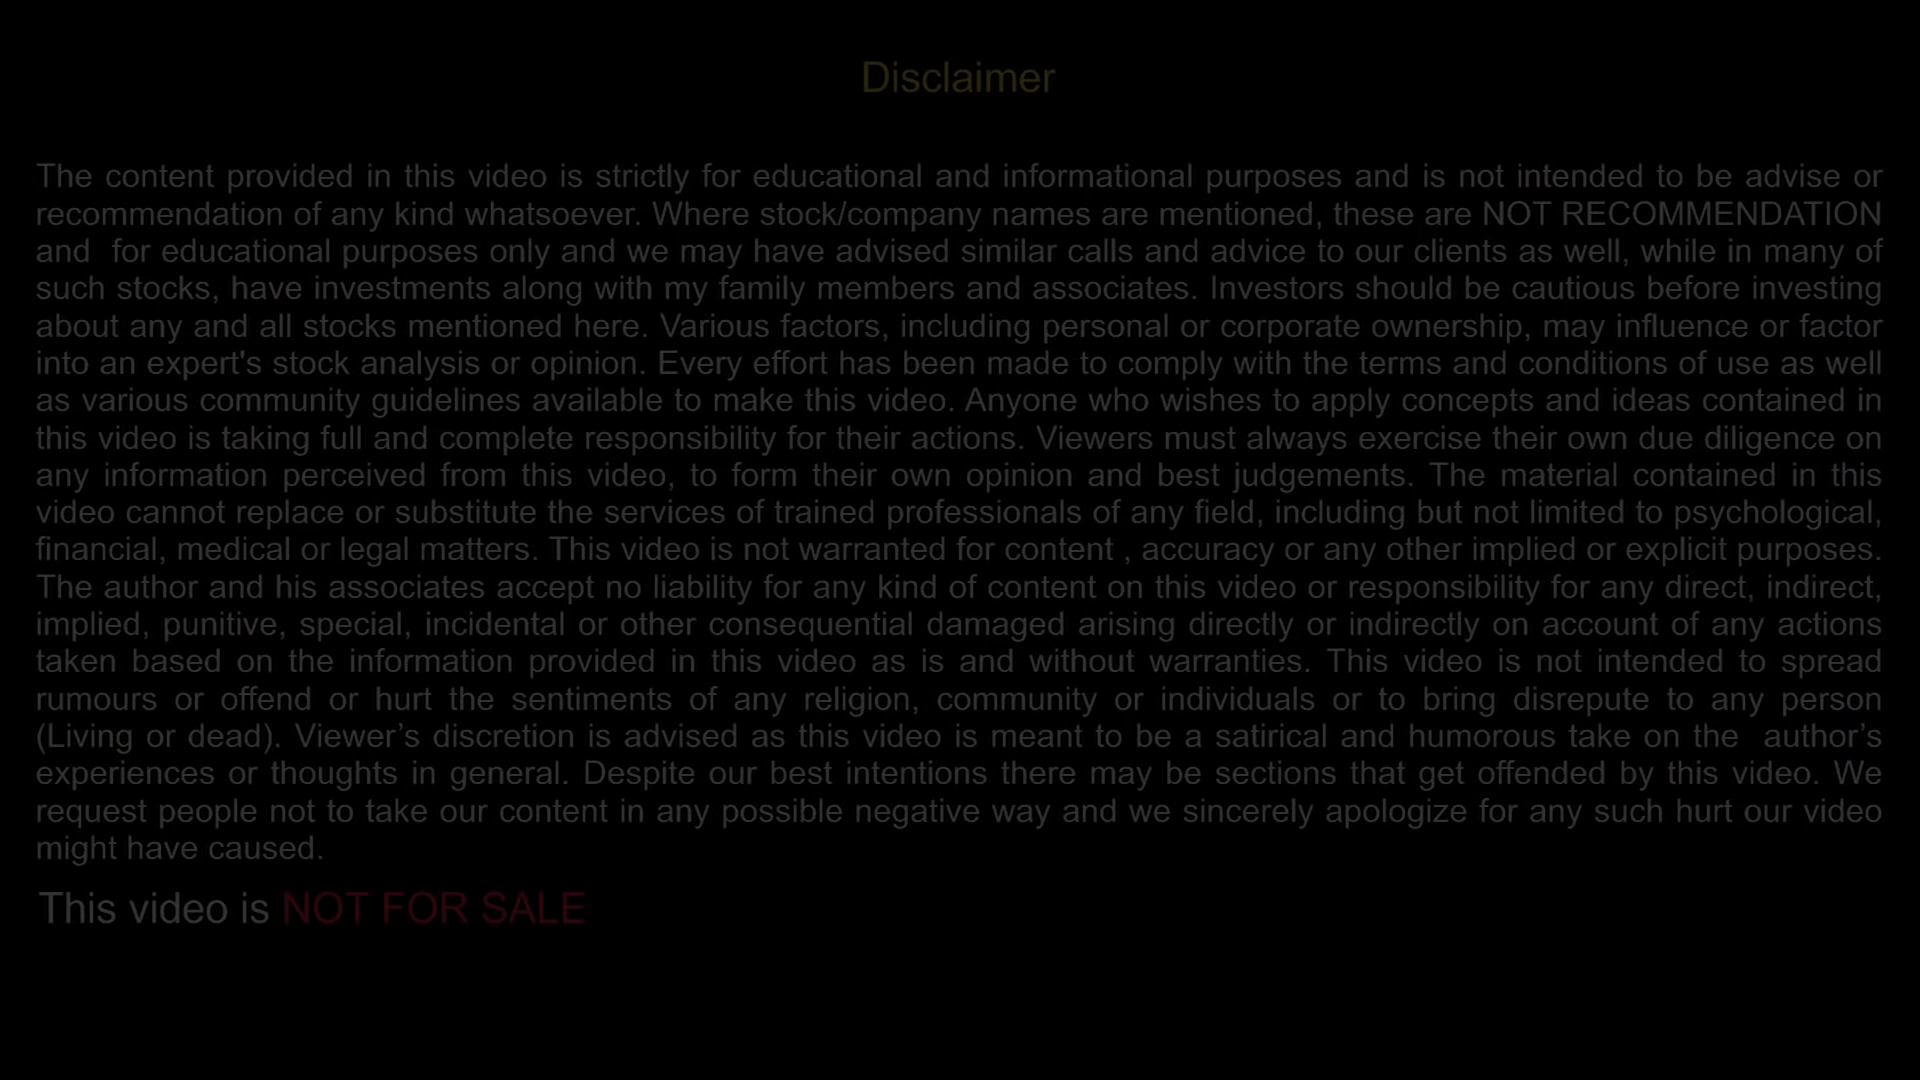 Disclaimer
The content provided in this video is strictly for educational and informational purposes and is not intended to be advise or
recommendation of any kind whatsoever. Where stock/company names are mentioned, these are NOT RECOMMENDATION
and for educational purposes only and we may have advised similar calls and advice to our clients as well, while in many of
such stocks, have investments along with my family members and associates. Investors should be cautious before investing
about any and all stocks mentioned here. Various factors, including personal or corporate ownership, may influence or factor
into an expert's stock analysis or opinion. Every effort has been made to comply with the terms and conditions of use as well
as various community guidelines available to make this video. Anyone who wishes to apply concepts and ideas contained in
this video is taking full and complete responsibility for their actions. Viewers must always exercise their own due diligence on
any information perceived from this video, to form their own opinion and best judgements. The material contained in this
video cannot replace or substitute the services of trained professionals of any field, including but not limited to psychological,
financial, medical or legal matters. This video is not warranted for content , accuracy or any other implied or explicit purposes.
The author and his associates accept no liability for any kind of content on this video or responsibility for any direct, indirect,
implied, punitive, special, incidental or other consequential damaged arising directly or indirectly on account of any actions
taken based on the information provided in this video as is and without warranties. This video is not intended to spread
rumours or offend or hurt the sentiments of any religion, community or individuals or to bring disrepute to any person
(Living or dead). Viewer’s discretion is advised as this video is meant to be a satirical and humorous take on the author’s
experiences or thoughts in general. Despite our best intentions there may be sections that get offended by this video. We
request people not to take our content in any possible negative way and we sincerely apologize for any such hurt our video
might have caused.
This video is NOT FOR SALE